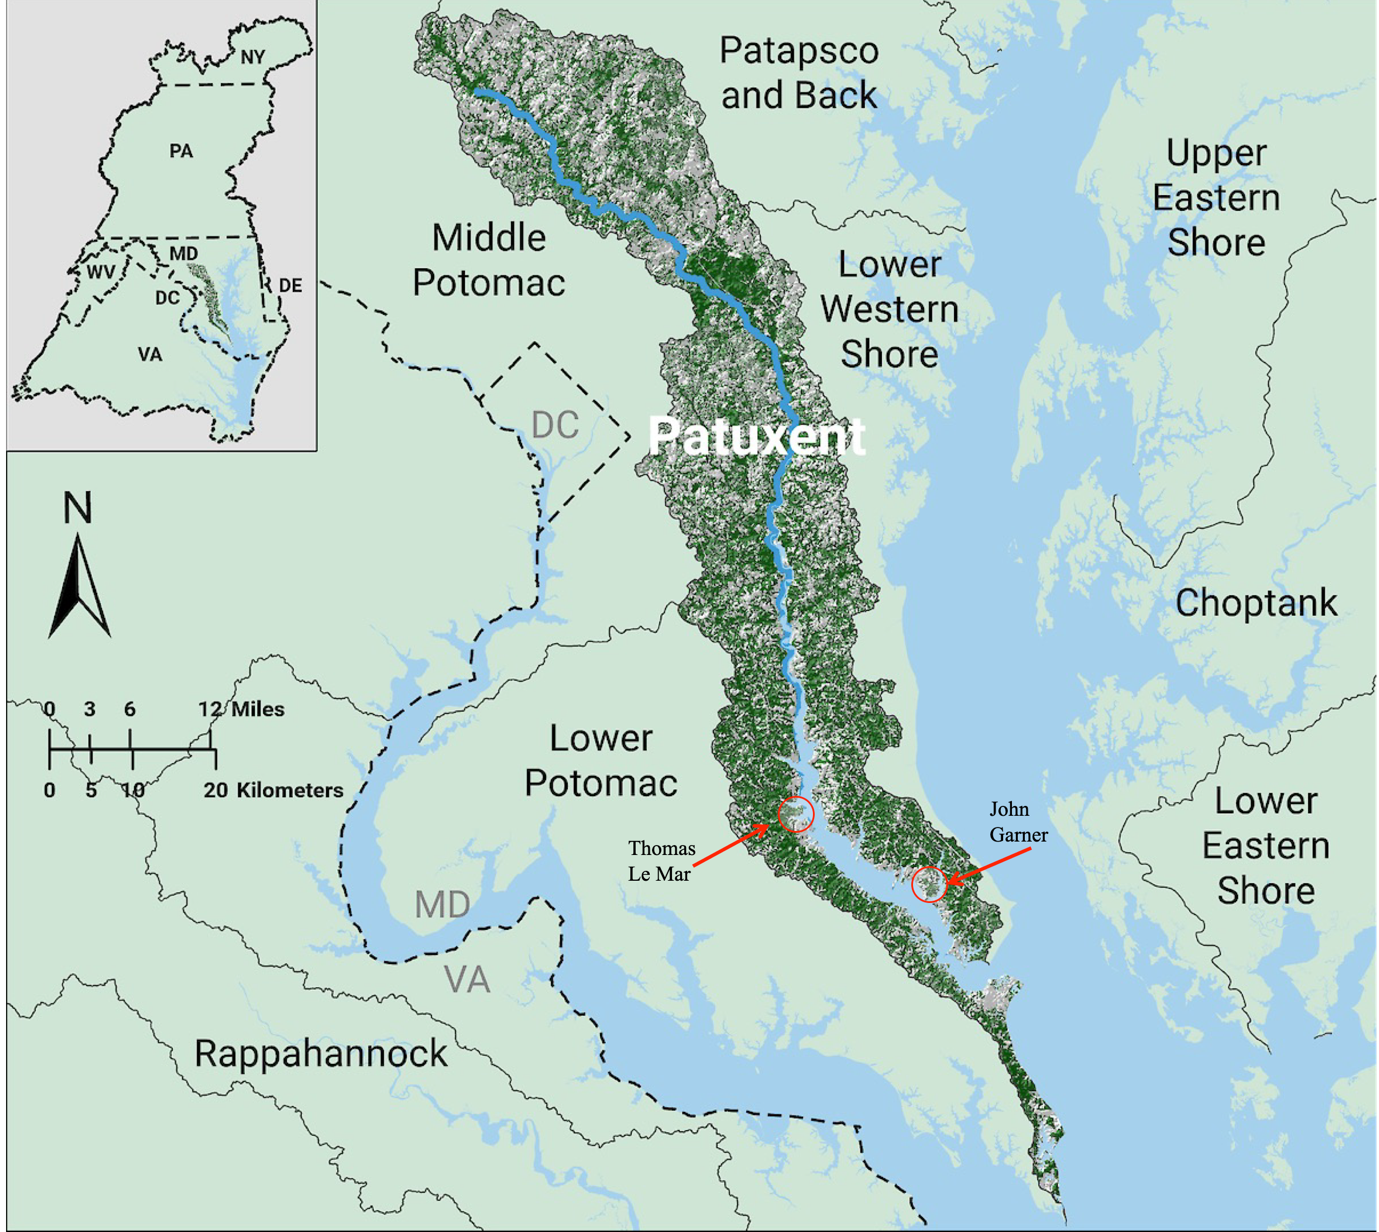 NY
PA
MD
WV
DC
DE
VA
Patapsco
and Back
Upper
Eastern
Shore
Middle
Potomac
Lower
Western
Shore
DC
Patuxent
N
Choptank
0 3 6 12 Miles
0 5 10 20 Kilometers
Lower
Potomac
Thomas
Le Mar
John
Garner
Lower
Eastern
Shore
MD
VA
Rappahannock